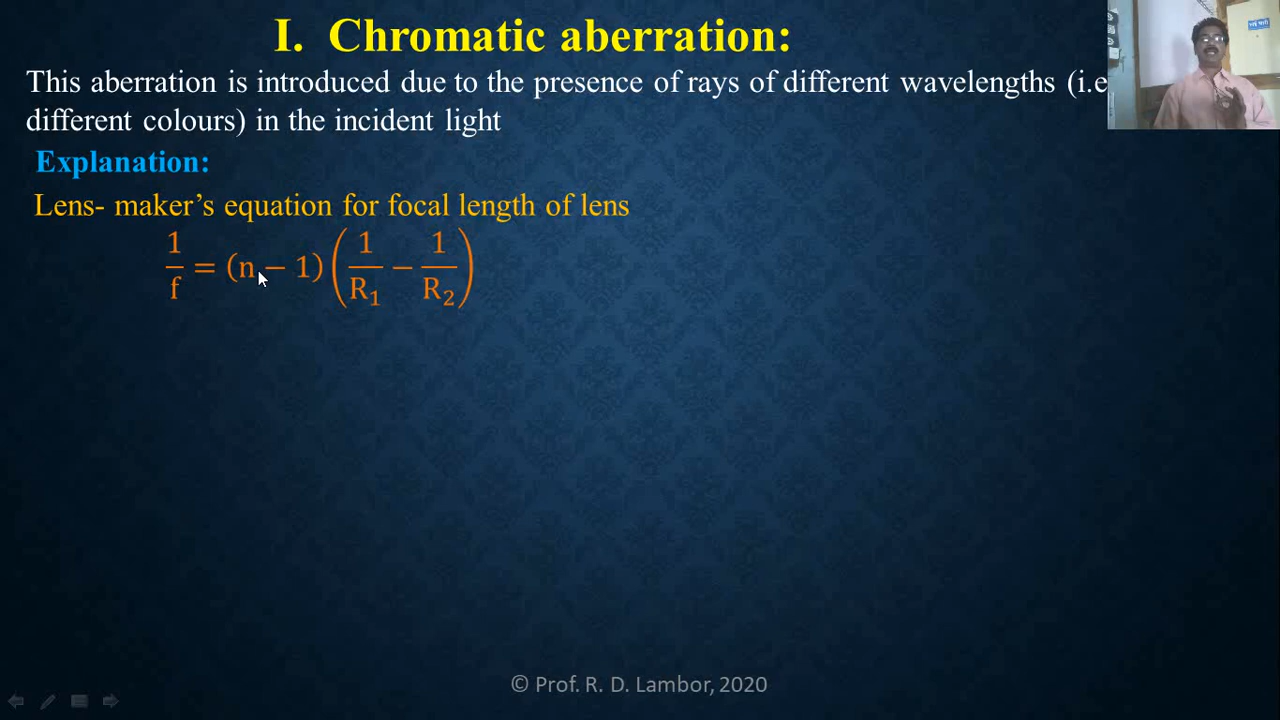 I. Chromatic aberration:
This aberration is introduced due to the presence of rays of different wavelengths (i.e
different colours) in the incident light
Explanation:
Lens- maker’s equation for focal length of lens
1/f = (n − 1)(1/R₁ − 1/R₂)
© Prof. R. D. Lambor, 2020